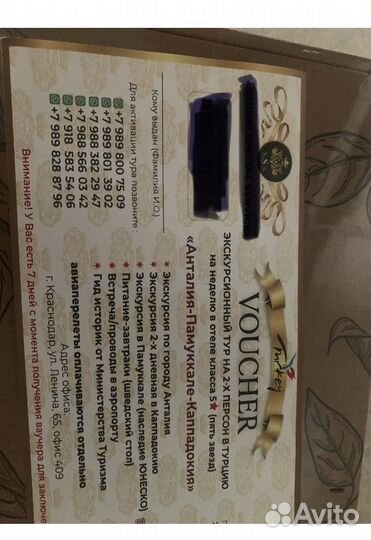 Turkey
VOUCHER
ЭКСКУРСИОННЫЙ ТУР НА 2-Х ПЕРСОН В ТУРЦИЮ
на неделю в отеле класса 5★ (пять звезд)
«Анталия-Памуккале-Каппадокия»
★ Экскурсия по городу Анталия
★ Экскурсия 2-х дневная в Каппадокию
★ Экскурсия в Памуккале (наследие ЮНЕСКО)
★ Питание-завтраки (шведский стол)
★ Встреча/проводы в аэропорту
★ Гид историк от Министерства Туризма
авиаперелеты оплачиваются отдельно
Адрес офиса:
г. Краснодар, ул. Ленина, 65, офис 409
SS
Кому выдан (Фамилия И.О.)
Для активации тура позвоните:
+7 989 800 75 09
+7 989 801 39 02
+7 988 382 29 47
+7 988 566 03 42
+7 918 583 54 06
+7 989 828 87 96
Внимание! У Вас есть 7 дней с момента получения ваучера для заключе
Avito